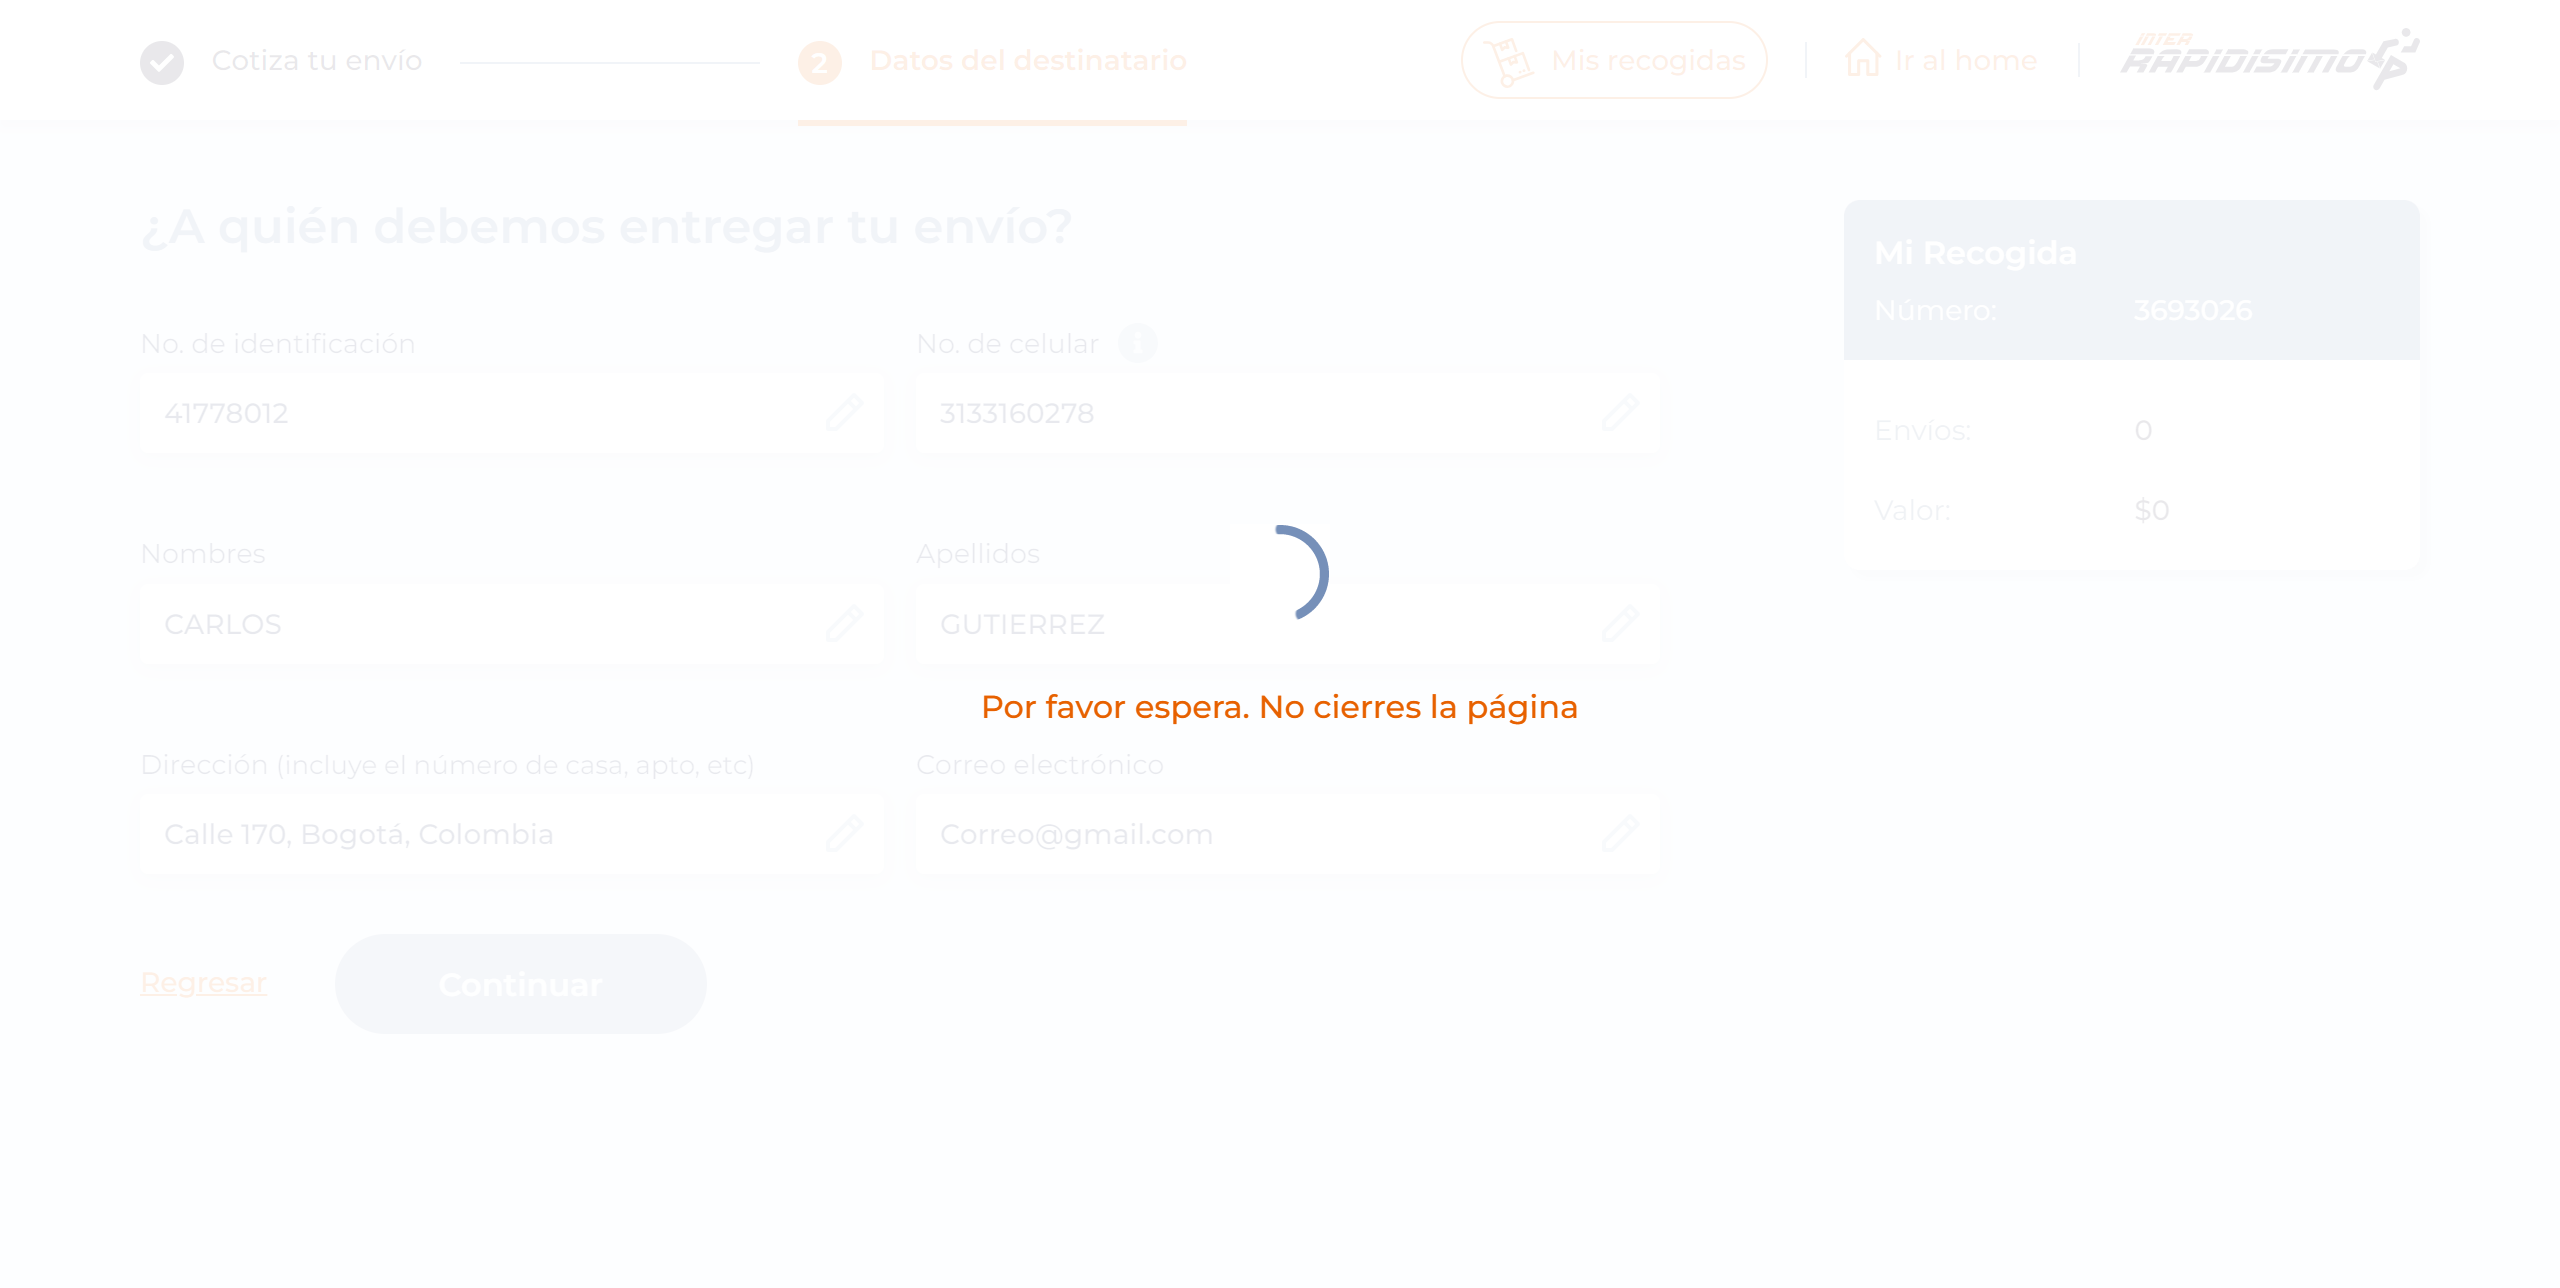 Cotiza tu envío
2 Datos del destinatario
Mis recogidas
Ir al home
INTER
RAPIDISIMO
¿A quién debemos entregar tu envío?
Mi Recogida
Número: 3693026
Envíos: 0
Valor: $0
No. de identificación
41778012
No. de celular
3133160278
Nombres
CARLOS
Apellidos
GUTIERREZ
Por favor espera. No cierres la página
Dirección (incluye el número de casa, apto, etc)
Calle 170, Bogotá, Colombia
Correo electrónico
Correo@gmail.com
Regresar
Continuar